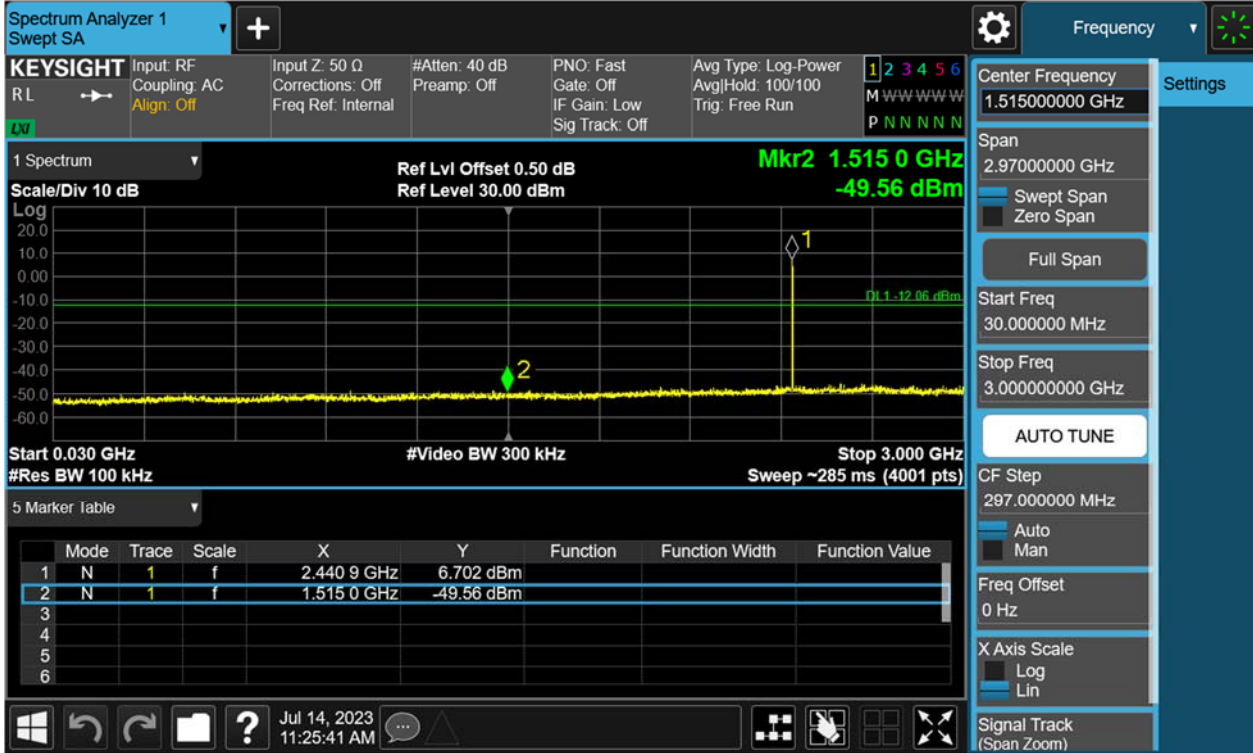 Spectrum Analyzer 1
Swept SA
Frequency
KEYSIGHT
RL
LXI
Input: RF
Coupling: AC
Align: Off
Input Z: 50 Ω
Corrections: Off
Freq Ref: Internal
#Atten: 40 dB
Preamp: Off
PNO: Fast
Gate: Off
IF Gain: Low
Sig Track: Off
Avg Type: Log-Power
Avg|Hold: 100/100
Trig: Free Run
1 2 3 4 5 6
M W W W W W
P N N N N N
1 Spectrum
Scale/Div 10 dB
Ref Lvl Offset 0.50 dB
Ref Level 30.00 dBm
Mkr2 1.515 0 GHz
-49.56 dBm
Log
20.0
10.0
0.00
-10.0
-20.0
-30.0
-40.0
-50.0
-60.0
1
DL1 -12.06 dBm
2
Start 0.030 GHz
#Video BW 300 kHz
Stop 3.000 GHz
#Res BW 100 kHz
Sweep ~285 ms (4001 pts)
5 Marker Table
Mode Trace Scale X Y Function Function Width Function Value
1 N 1 f 2.440 9 GHz 6.702 dBm
2 N 1 f 1.515 0 GHz -49.56 dBm
3
4
5
6
?
Jul 14, 2023
11:25:41 AM
Center Frequency
1.515000000 GHz
Settings
Span
2.97000000 GHz
Swept Span
Zero Span
Full Span
Start Freq
30.000000 MHz
Stop Freq
3.000000000 GHz
AUTO TUNE
CF Step
297.000000 MHz
Auto
Man
Freq Offset
0 Hz
X Axis Scale
Log
Lin
Signal Track
(Span Zoom)